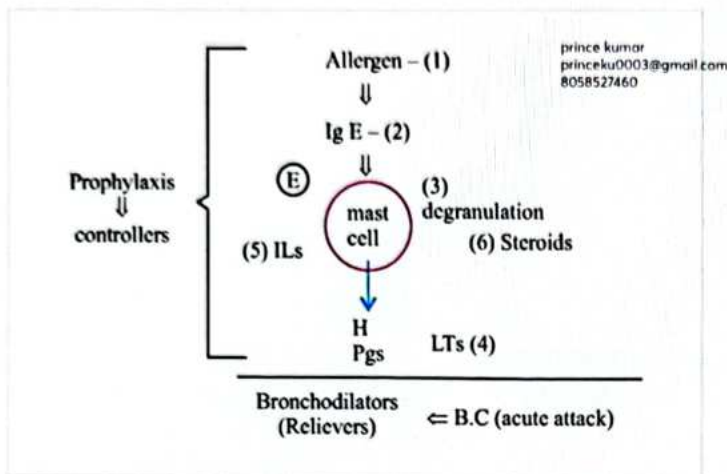 prince kumar
princeku0003@gmail.com
8058527460
Allergen – (1)
⇓
Ig E – (2)
⇓
Prophylaxis
⇓
controllers
E
mast
cell
(3)
degranulation
(5) ILs
(6) Steroids
H
Pgs
LTs (4)
Bronchodilators
(Relievers)
⇐ B.C (acute attack)